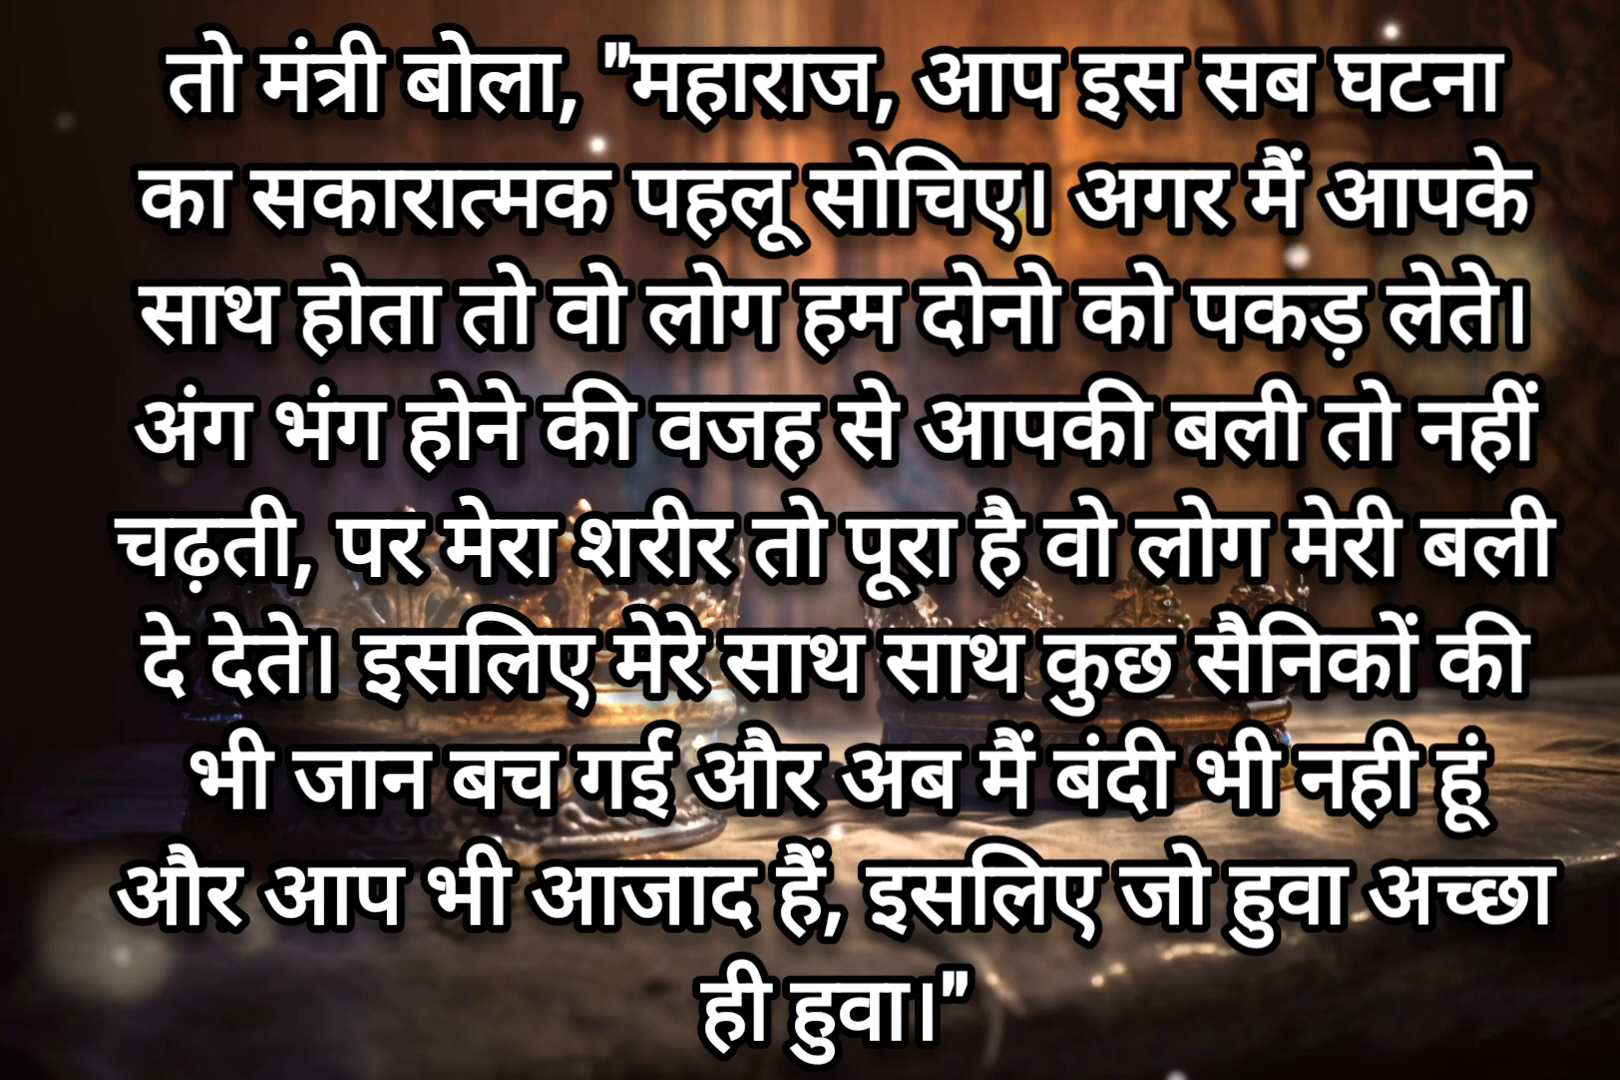 तो मंत्री बोला, "महाराज, आप इस सब घटना
का सकारात्मक पहलू सोचिए। अगर मैं आपके
साथ होता तो वो लोग हम दोनो को पकड़ लेते।
अंग भंग होने की वजह से आपकी बली तो नहीं
चढ़ती, पर मेरा शरीर तो पूरा है वो लोग मेरी बली
दे देते। इसलिए मेरे साथ साथ कुछ सैनिकों की
भी जान बच गई और अब मैं बंदी भी नही हूं
और आप भी आजाद हैं, इसलिए जो हुवा अच्छा
ही हुवा।"